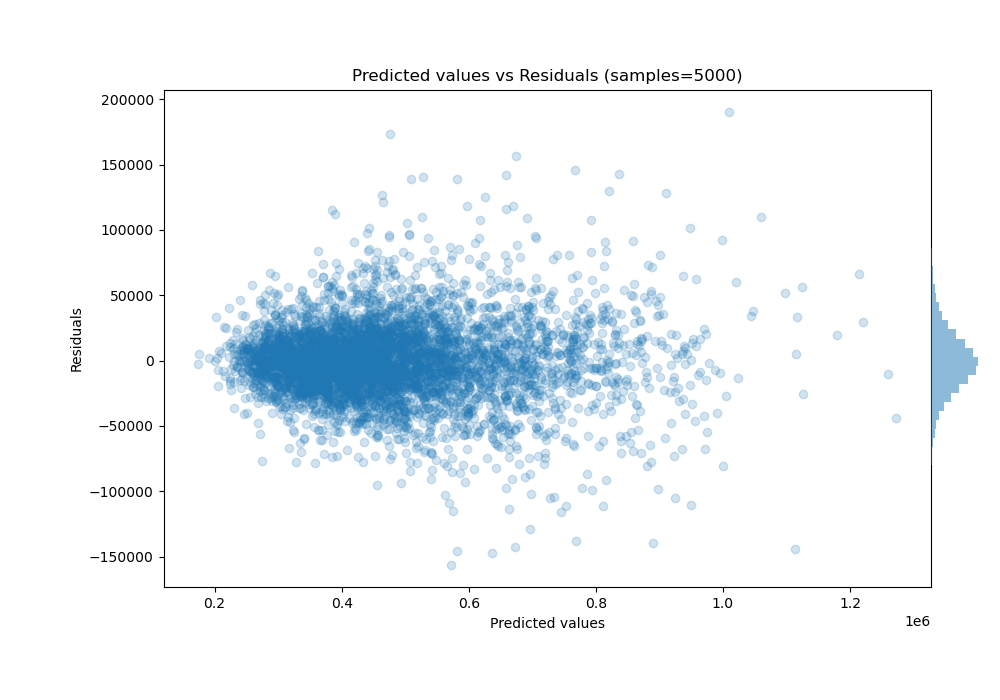 Predicted values vs Residuals (samples=5000)
200000
150000
100000
50000
0
−50000
−100000
−150000
Residuals
0.2 0.4 0.6 0.8 1.0 1.2
1e6
Predicted values